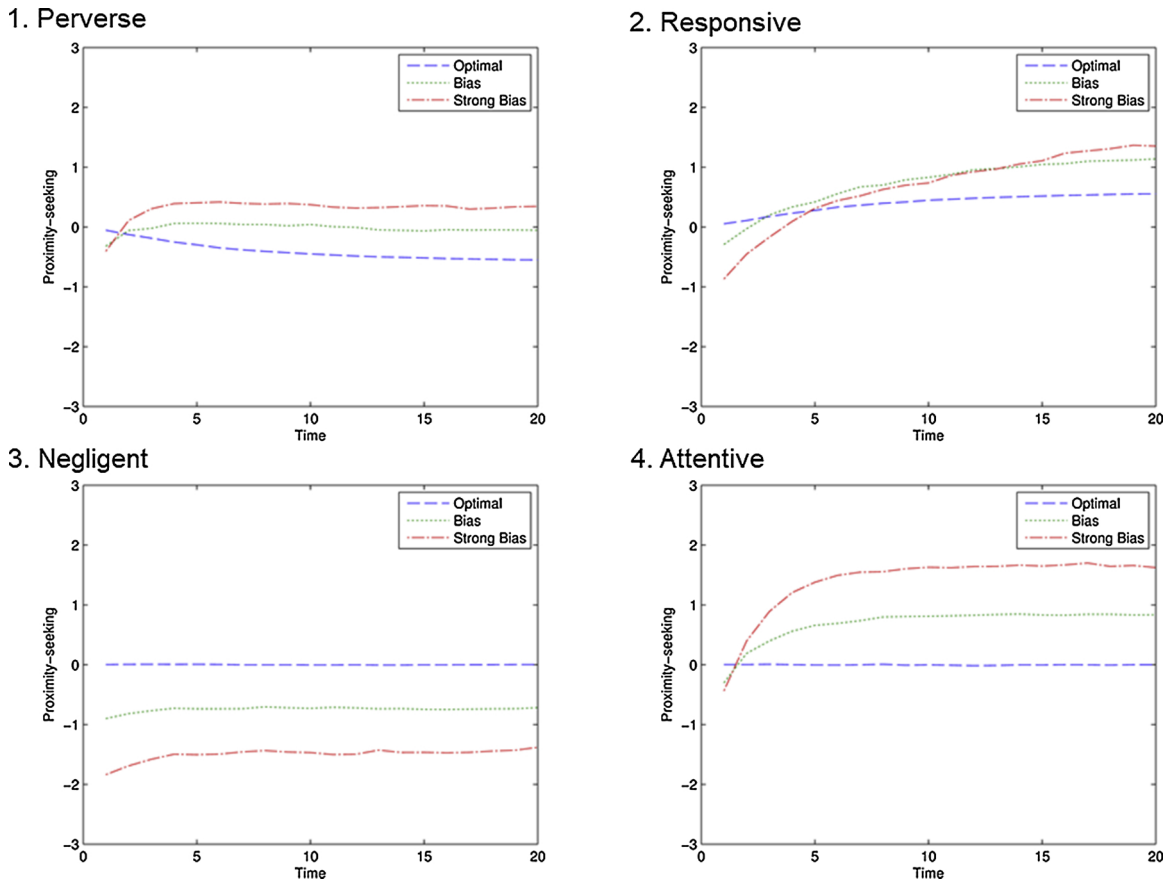 1. Perverse
3
2
1
0
−1
−2
−3
Proximity−seeking
Optimal
Bias
Strong Bias
0 5 10 15 20
Time
2. Responsive
3
2
1
0
−1
−2
−3
Proximity−seeking
Optimal
Bias
Strong Bias
0 5 10 15 20
Time
3. Negligent
3
2
1
0
−1
−2
−3
Proximity−seeking
Optimal
Bias
Strong Bias
0 5 10 15 20
Time
4. Attentive
3
2
1
0
−1
−2
−3
Proximity−seeking
Optimal
Bias
Strong Bias
0 5 10 15 20
Time